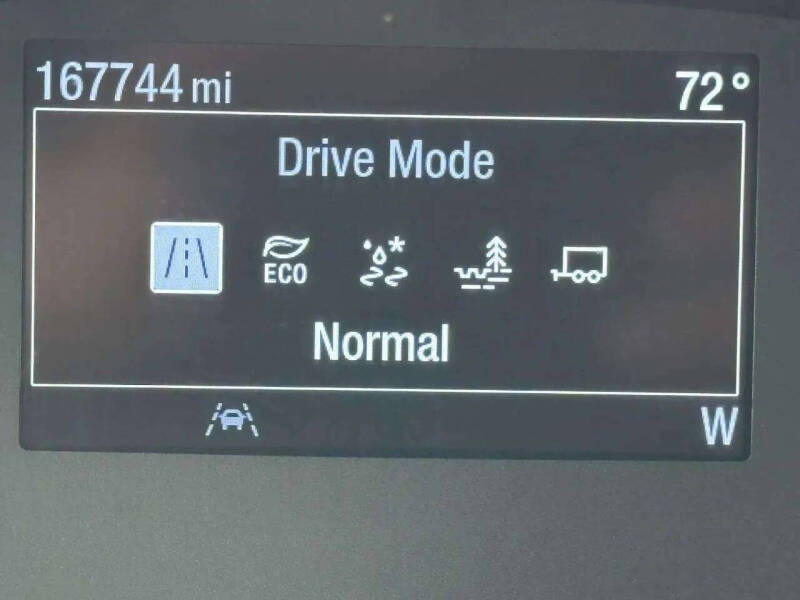 167744 mi 72°
Drive Mode
ECO
Normal
W